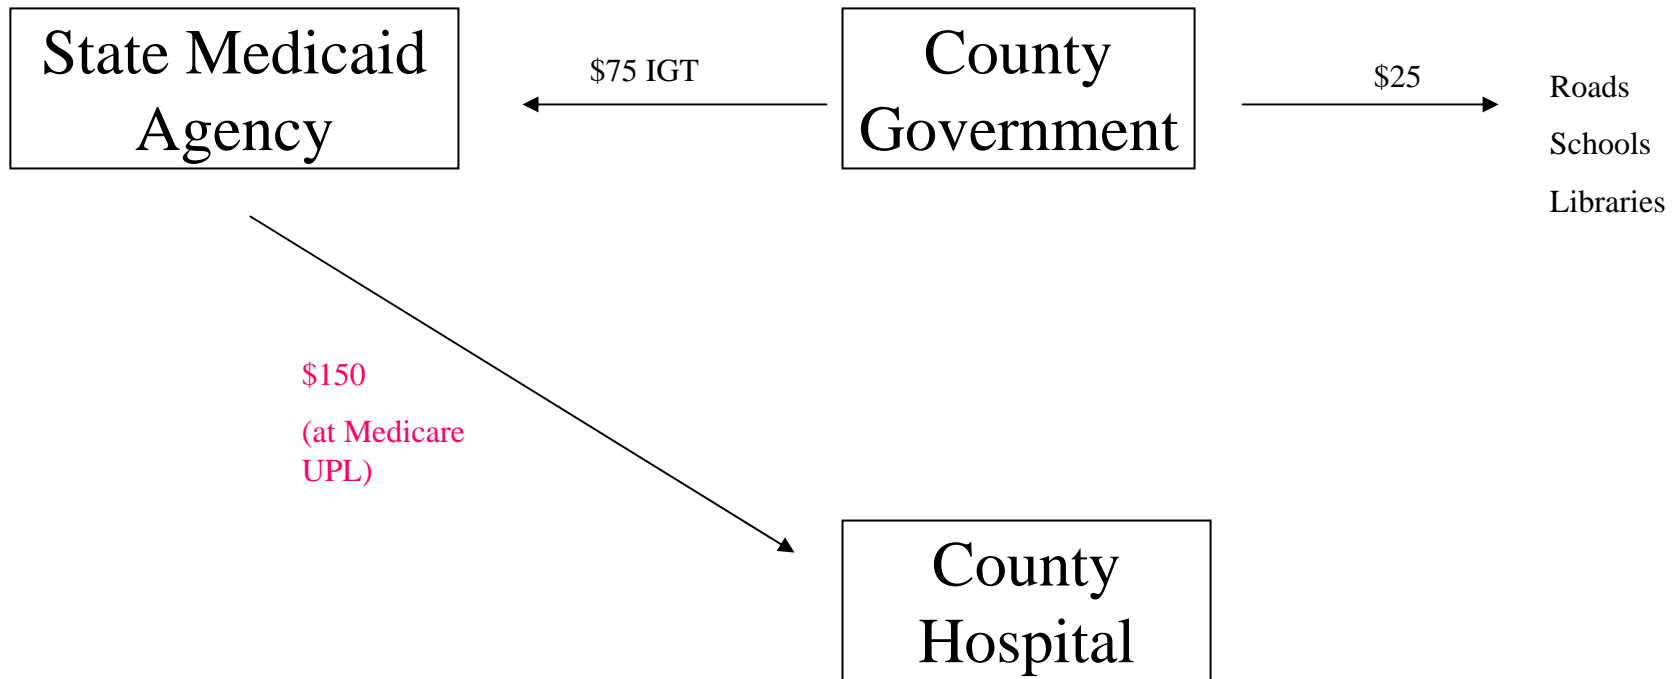 State Medicaid
Agency
$75 IGT
County
Government
$25
Roads
Schools
Libraries
$150
(at Medicare
UPL)
County
Hospital